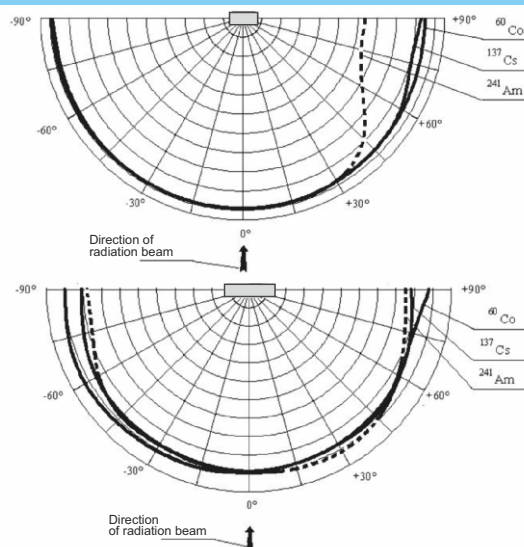 -90°
+90°
⁶⁰Co
¹³⁷Cs
²⁴¹Am
-60°
+60°
-30°
+30°
0°
Direction of
radiation beam
-90°
+90°
⁶⁰Co
¹³⁷Cs
²⁴¹Am
-60°
+60°
-30°
+30°
0°
Direction
of radiation beam